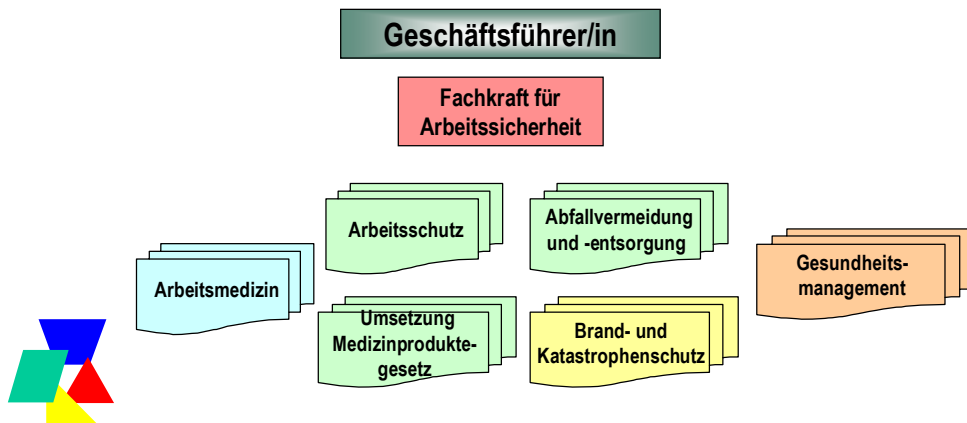 Geschäftsführer/in
Fachkraft für
Arbeitssicherheit
Arbeitsschutz
Abfallvermeidung
und -entsorgung
Arbeitsmedizin
Gesundheits-
management
Umsetzung
Medizinprodukte-
gesetz
Brand- und
Katastrophenschutz